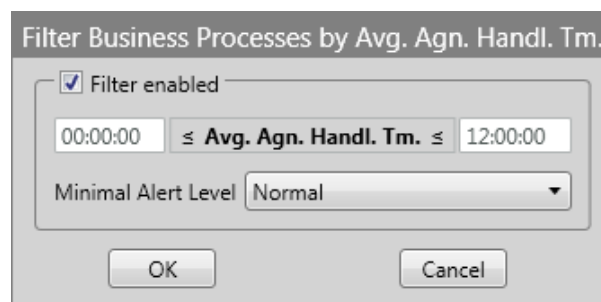 Filter Business Processes by Avg. Agn. Handl. Tm.
Filter enabled
00:00:00 ≤ Avg. Agn. Handl. Tm. ≤ 12:00:00
Minimal Alert Level Normal
OK Cancel